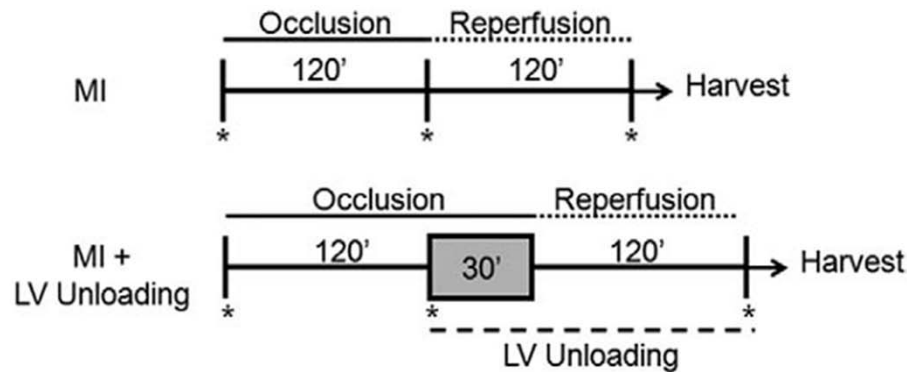 Occlusion Reperfusion
MI 120’ 120’ Harvest
* * *
Occlusion Reperfusion
MI +
LV Unloading 120’ 30’ 120’ Harvest
* * *
LV Unloading